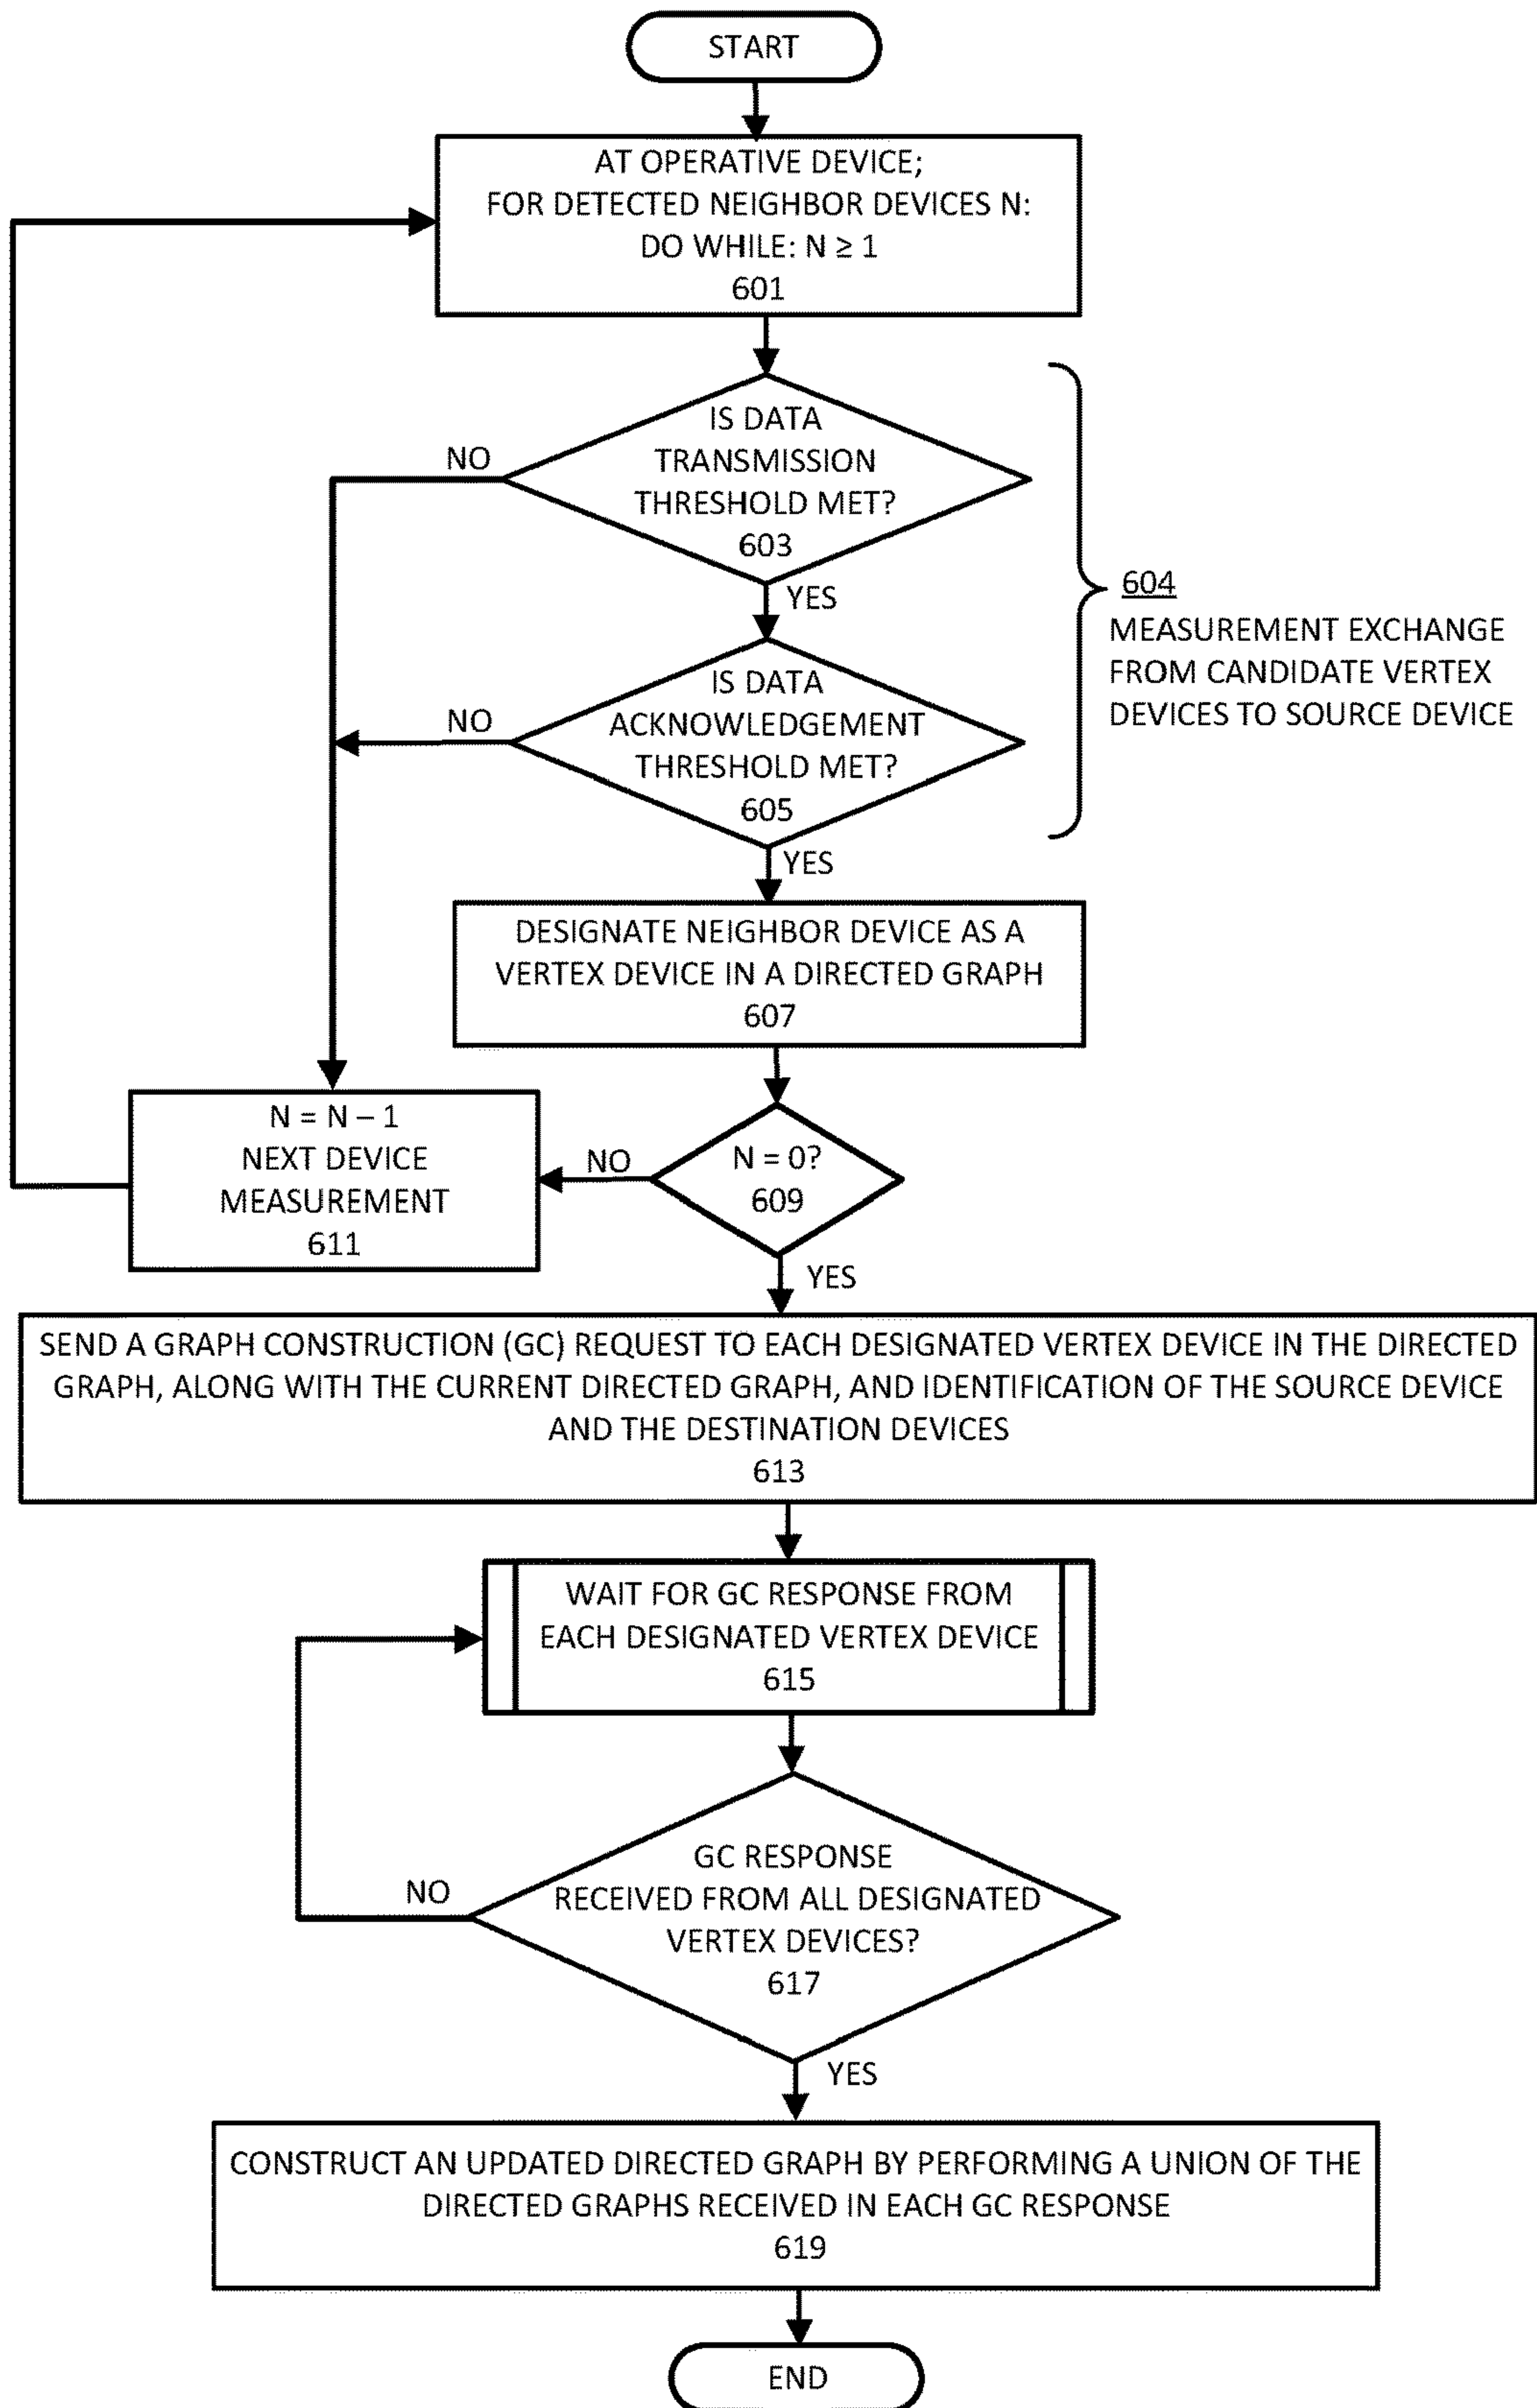 START
AT OPERATIVE DEVICE;
FOR DETECTED NEIGHBOR DEVICES N:
DO WHILE: N ≥ 1
601
IS DATA
TRANSMISSION
THRESHOLD MET?
603
NO
YES
604
MEASUREMENT EXCHANGE
FROM CANDIDATE VERTEX
DEVICES TO SOURCE DEVICE
IS DATA
ACKNOWLEDGEMENT
THRESHOLD MET?
605
NO
YES
DESIGNATE NEIGHBOR DEVICE AS A
VERTEX DEVICE IN A DIRECTED GRAPH
607
N = N – 1
NEXT DEVICE
MEASUREMENT
611
NO
N = 0?
609
YES
SEND A GRAPH CONSTRUCTION (GC) REQUEST TO EACH DESIGNATED VERTEX DEVICE IN THE DIRECTED
GRAPH, ALONG WITH THE CURRENT DIRECTED GRAPH, AND IDENTIFICATION OF THE SOURCE DEVICE
AND THE DESTINATION DEVICES
613
WAIT FOR GC RESPONSE FROM
EACH DESIGNATED VERTEX DEVICE
615
GC RESPONSE
RECEIVED FROM ALL DESIGNATED
VERTEX DEVICES?
617
NO
YES
CONSTRUCT AN UPDATED DIRECTED GRAPH BY PERFORMING A UNION OF THE
DIRECTED GRAPHS RECEIVED IN EACH GC RESPONSE
619
END